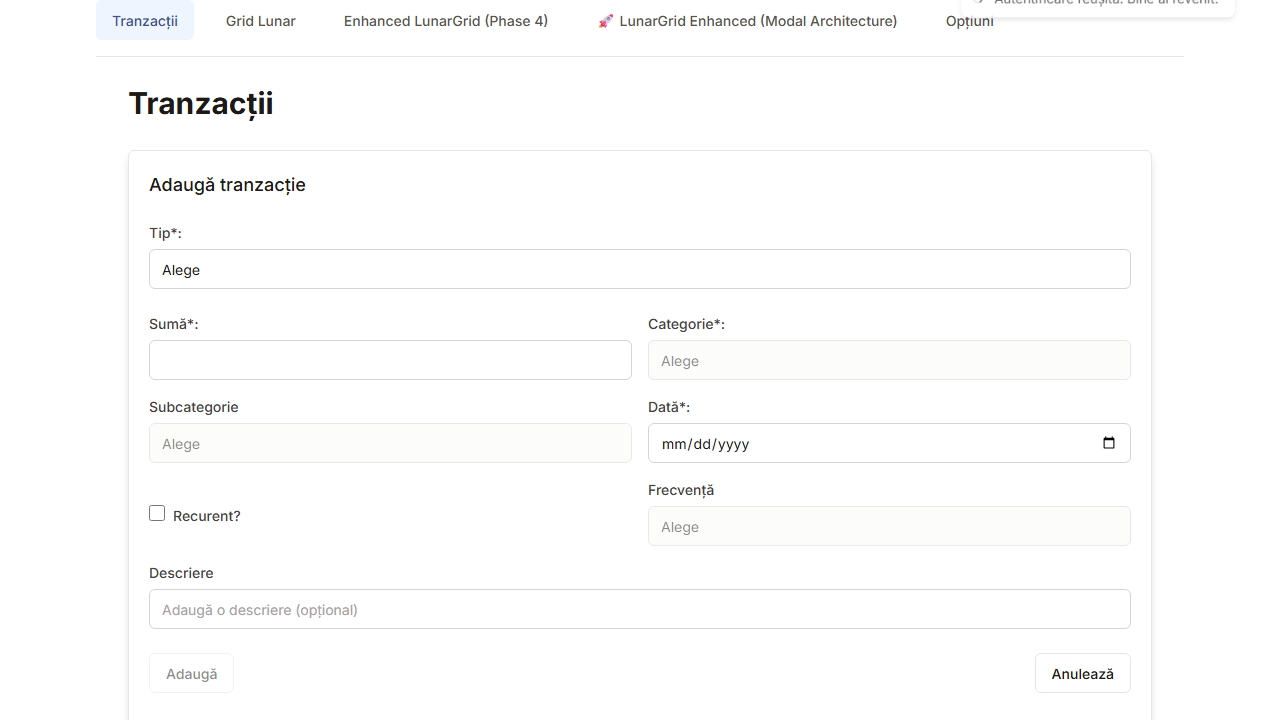 Tranzacții
Grid Lunar
Enhanced LunarGrid (Phase 4)
🚀 LunarGrid Enhanced (Modal Architecture)
Opțiuni
Autentificare reușită! Bine ai revenit.
Tranzacții
Adaugă tranzacție
Tip*:
Alege
Sumă*:
Categorie*:
Alege
Subcategorie
Alege
Dată*:
mm/dd/yyyy
Recurent?
Frecvență
Alege
Descriere
Adaugă o descriere (opțional)
Adaugă
Anulează